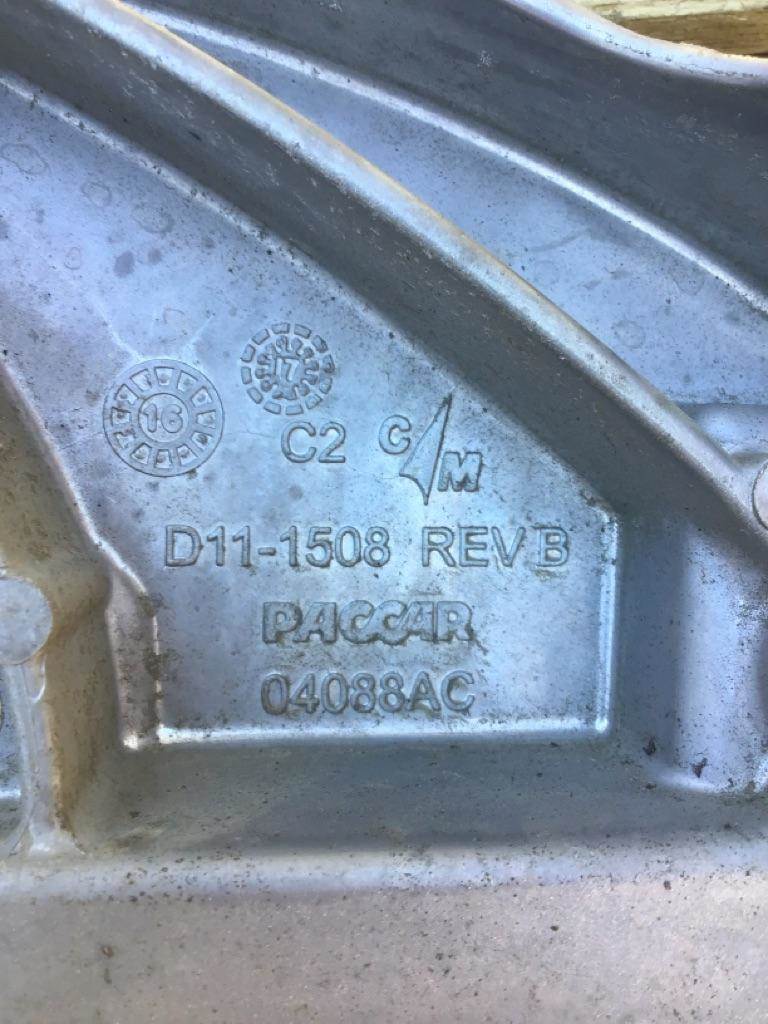 17
16
C2 C M
D11-1508 REV B
PACCAR
04088AC